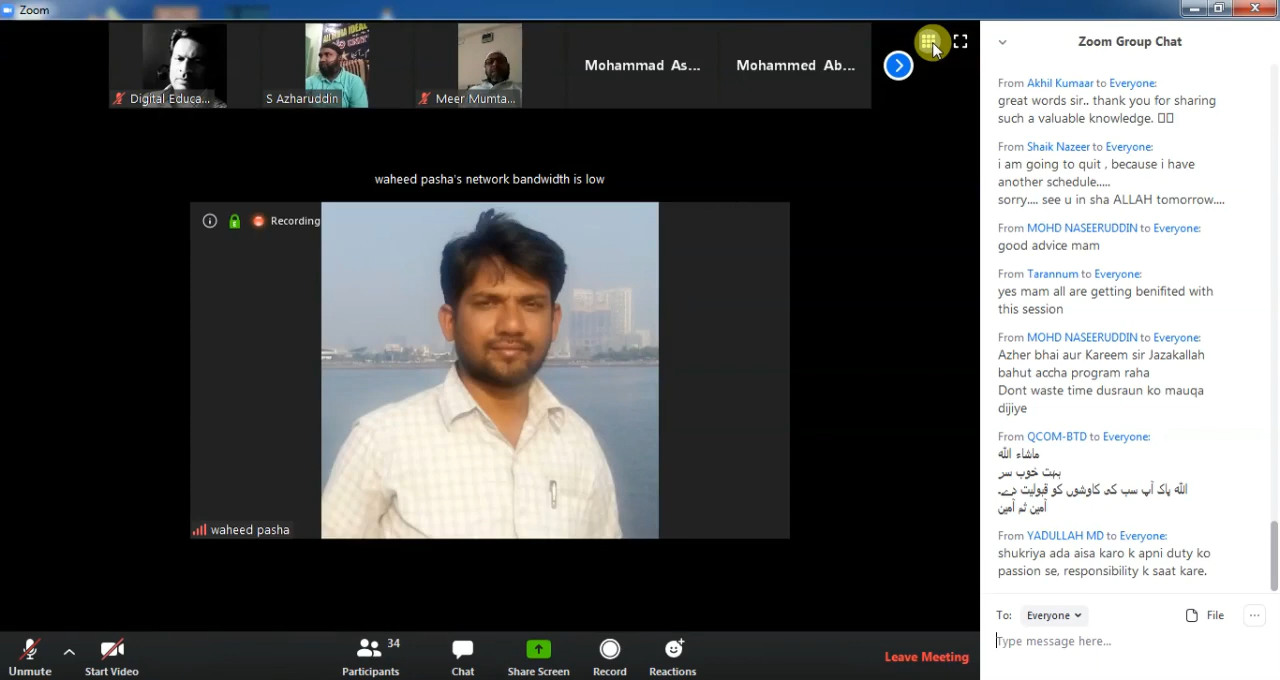 Zoom
Digital Educa...
S Azharuddin
Meer Mumta...
Mohammad As...
Mohammed Ab...
waheed pasha's network bandwidth is low
Recording
waheed pasha
Unmute
Start Video
Participants
34
Chat
Share Screen
Record
Reactions
Leave Meeting
Zoom Group Chat
From Akhil Kumaar to Everyone:
great words sir.. thank you for sharing
such a valuable knowledge. 
From Shaik Nazeer to Everyone:
i am going to quit , because i have
another schedule.....
sorry.... see u in sha ALLAH tomorrow....
From MOHD NASEERUDDIN to Everyone:
good advice mam
From Tarannum to Everyone:
yes mam all are getting benifited with
this session
From MOHD NASEERUDDIN to Everyone:
Azher bhai aur Kareem sir Jazakallah
bahut accha program raha
Dont waste time dusraun ko mauqa
dijiye
From QCOM-BTD to Everyone:
ماشاء اللہ
بہت خوب سر
اللہ پاک آپ سب کی کاوشوں کو قبولیت دے۔
آمین ثم آمین
From YADULLAH MD to Everyone:
shukriya ada aisa karo k apni duty ko
passion se, responsibility k saat kare.
To: Everyone
File
...
Type message here...